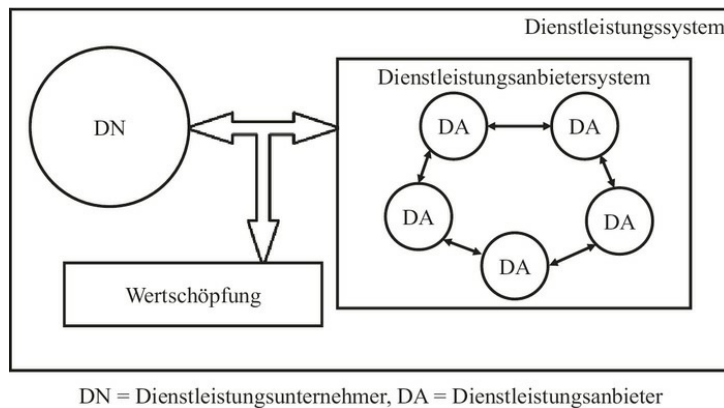 Dienstleistungssystem
Dienstleistungsanbietersystem
DN
DA
DA
DA
DA
DA
Wertschöpfung
DN = Dienstleistungsunternehmer, DA = Dienstleistungsanbieter